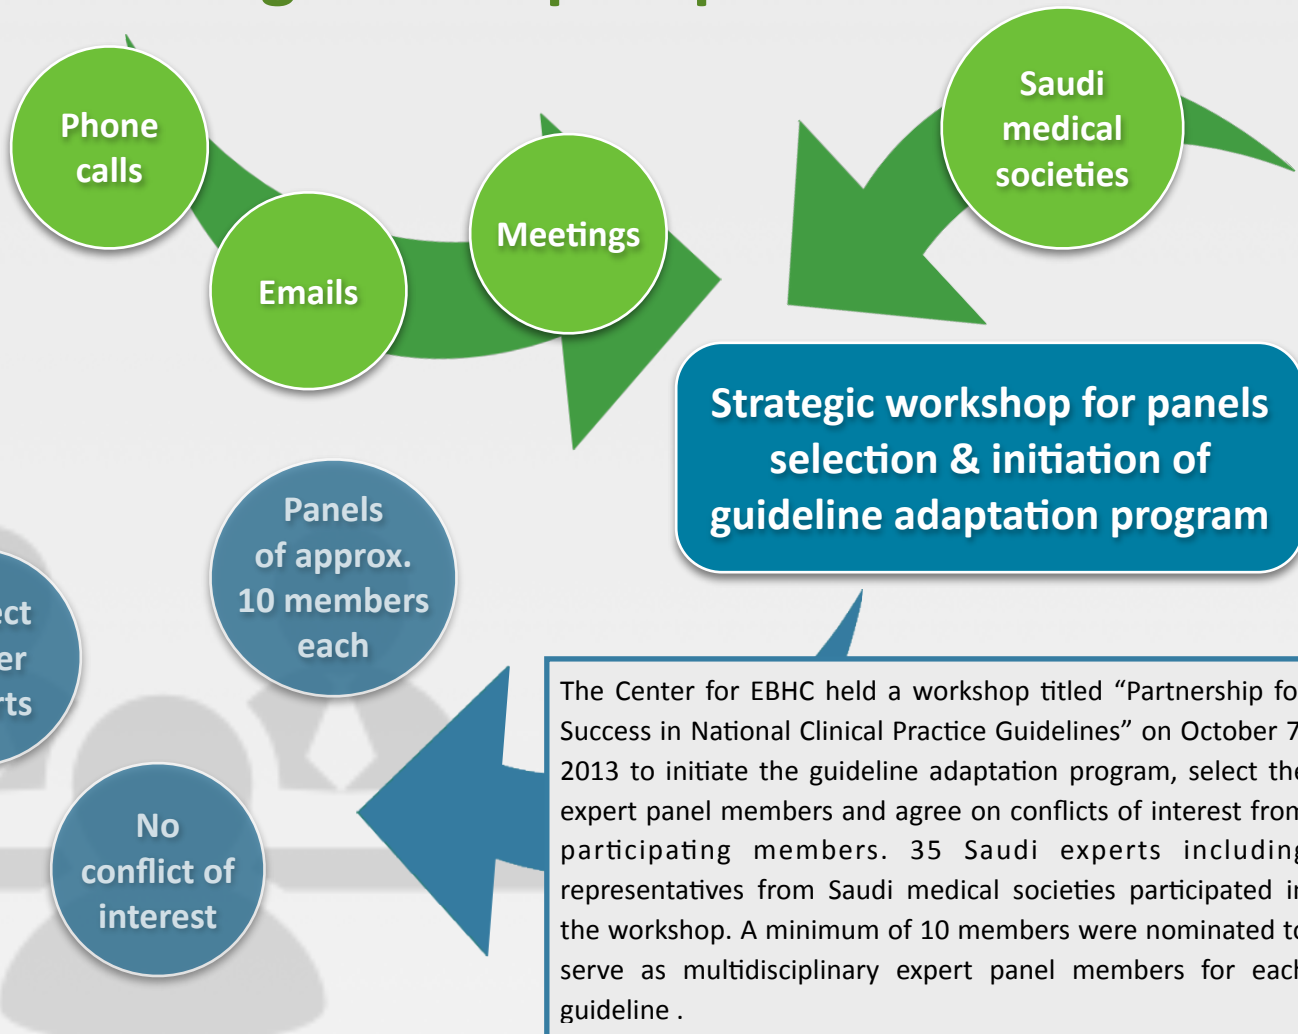 Phone
calls
Emails
Meetings
Saudi
medical
societies
Strategic workshop for panels
selection & initiation of
guideline adaptation program
Panels
of approx.
10 members
each
No
conflict of
interest
The Center for EBHC held a workshop titled “Partnership fo
Success in National Clinical Practice Guidelines” on October 7
2013 to initiate the guideline adaptation program, select the
expert panel members and agree on conflicts of interest from
participating members. 35 Saudi experts including
representatives from Saudi medical societies participated in
the workshop. A minimum of 10 members were nominated to
serve as multidisciplinary expert panel members for each
guideline .